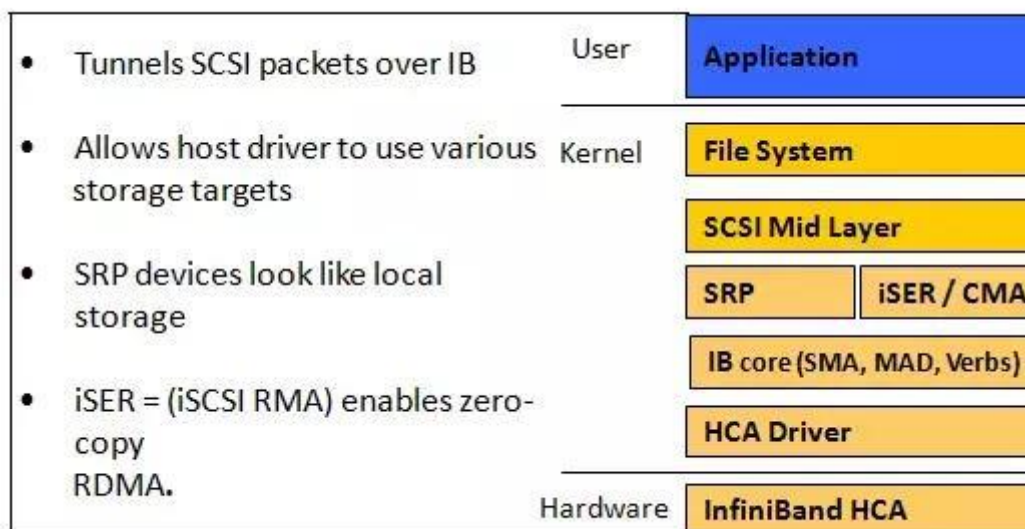 • Tunnels SCSI packets over IB
• Allows host driver to use various
storage targets
• SRP devices look like local
storage
• iSER = (iSCSI RMA) enables zero-
copy
RDMA.
User
Application
Kernel
File System
SCSI Mid Layer
SRP
iSER / CMA
IB core (SMA, MAD, Verbs)
HCA Driver
Hardware
InfiniBand HCA